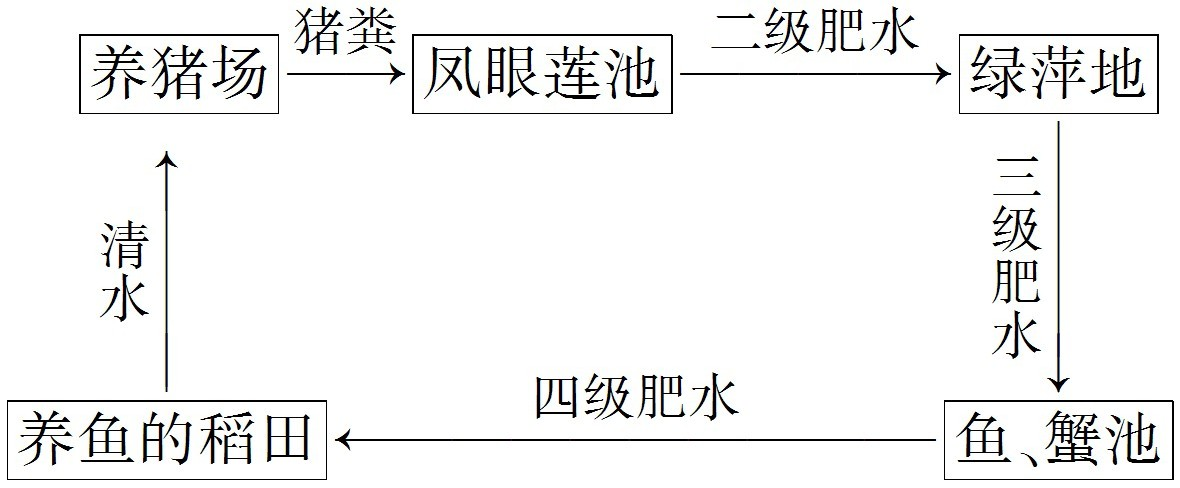 养猪场
猪粪
凤眼莲池
二级肥水
绿萍地
三级肥水
鱼、蟹池
四级肥水
养鱼的稻田
清水